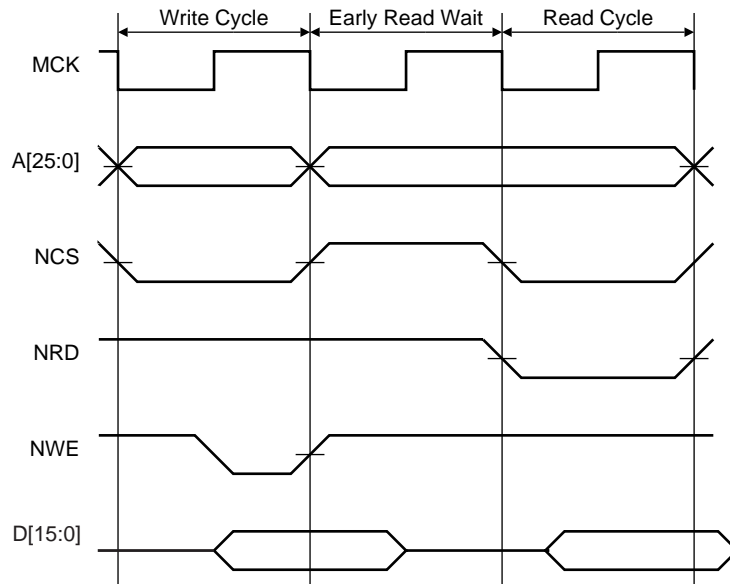 Write Cycle Early Read Wait Read Cycle
MCK
A[25:0]
NCS
NRD
NWE
D[15:0]